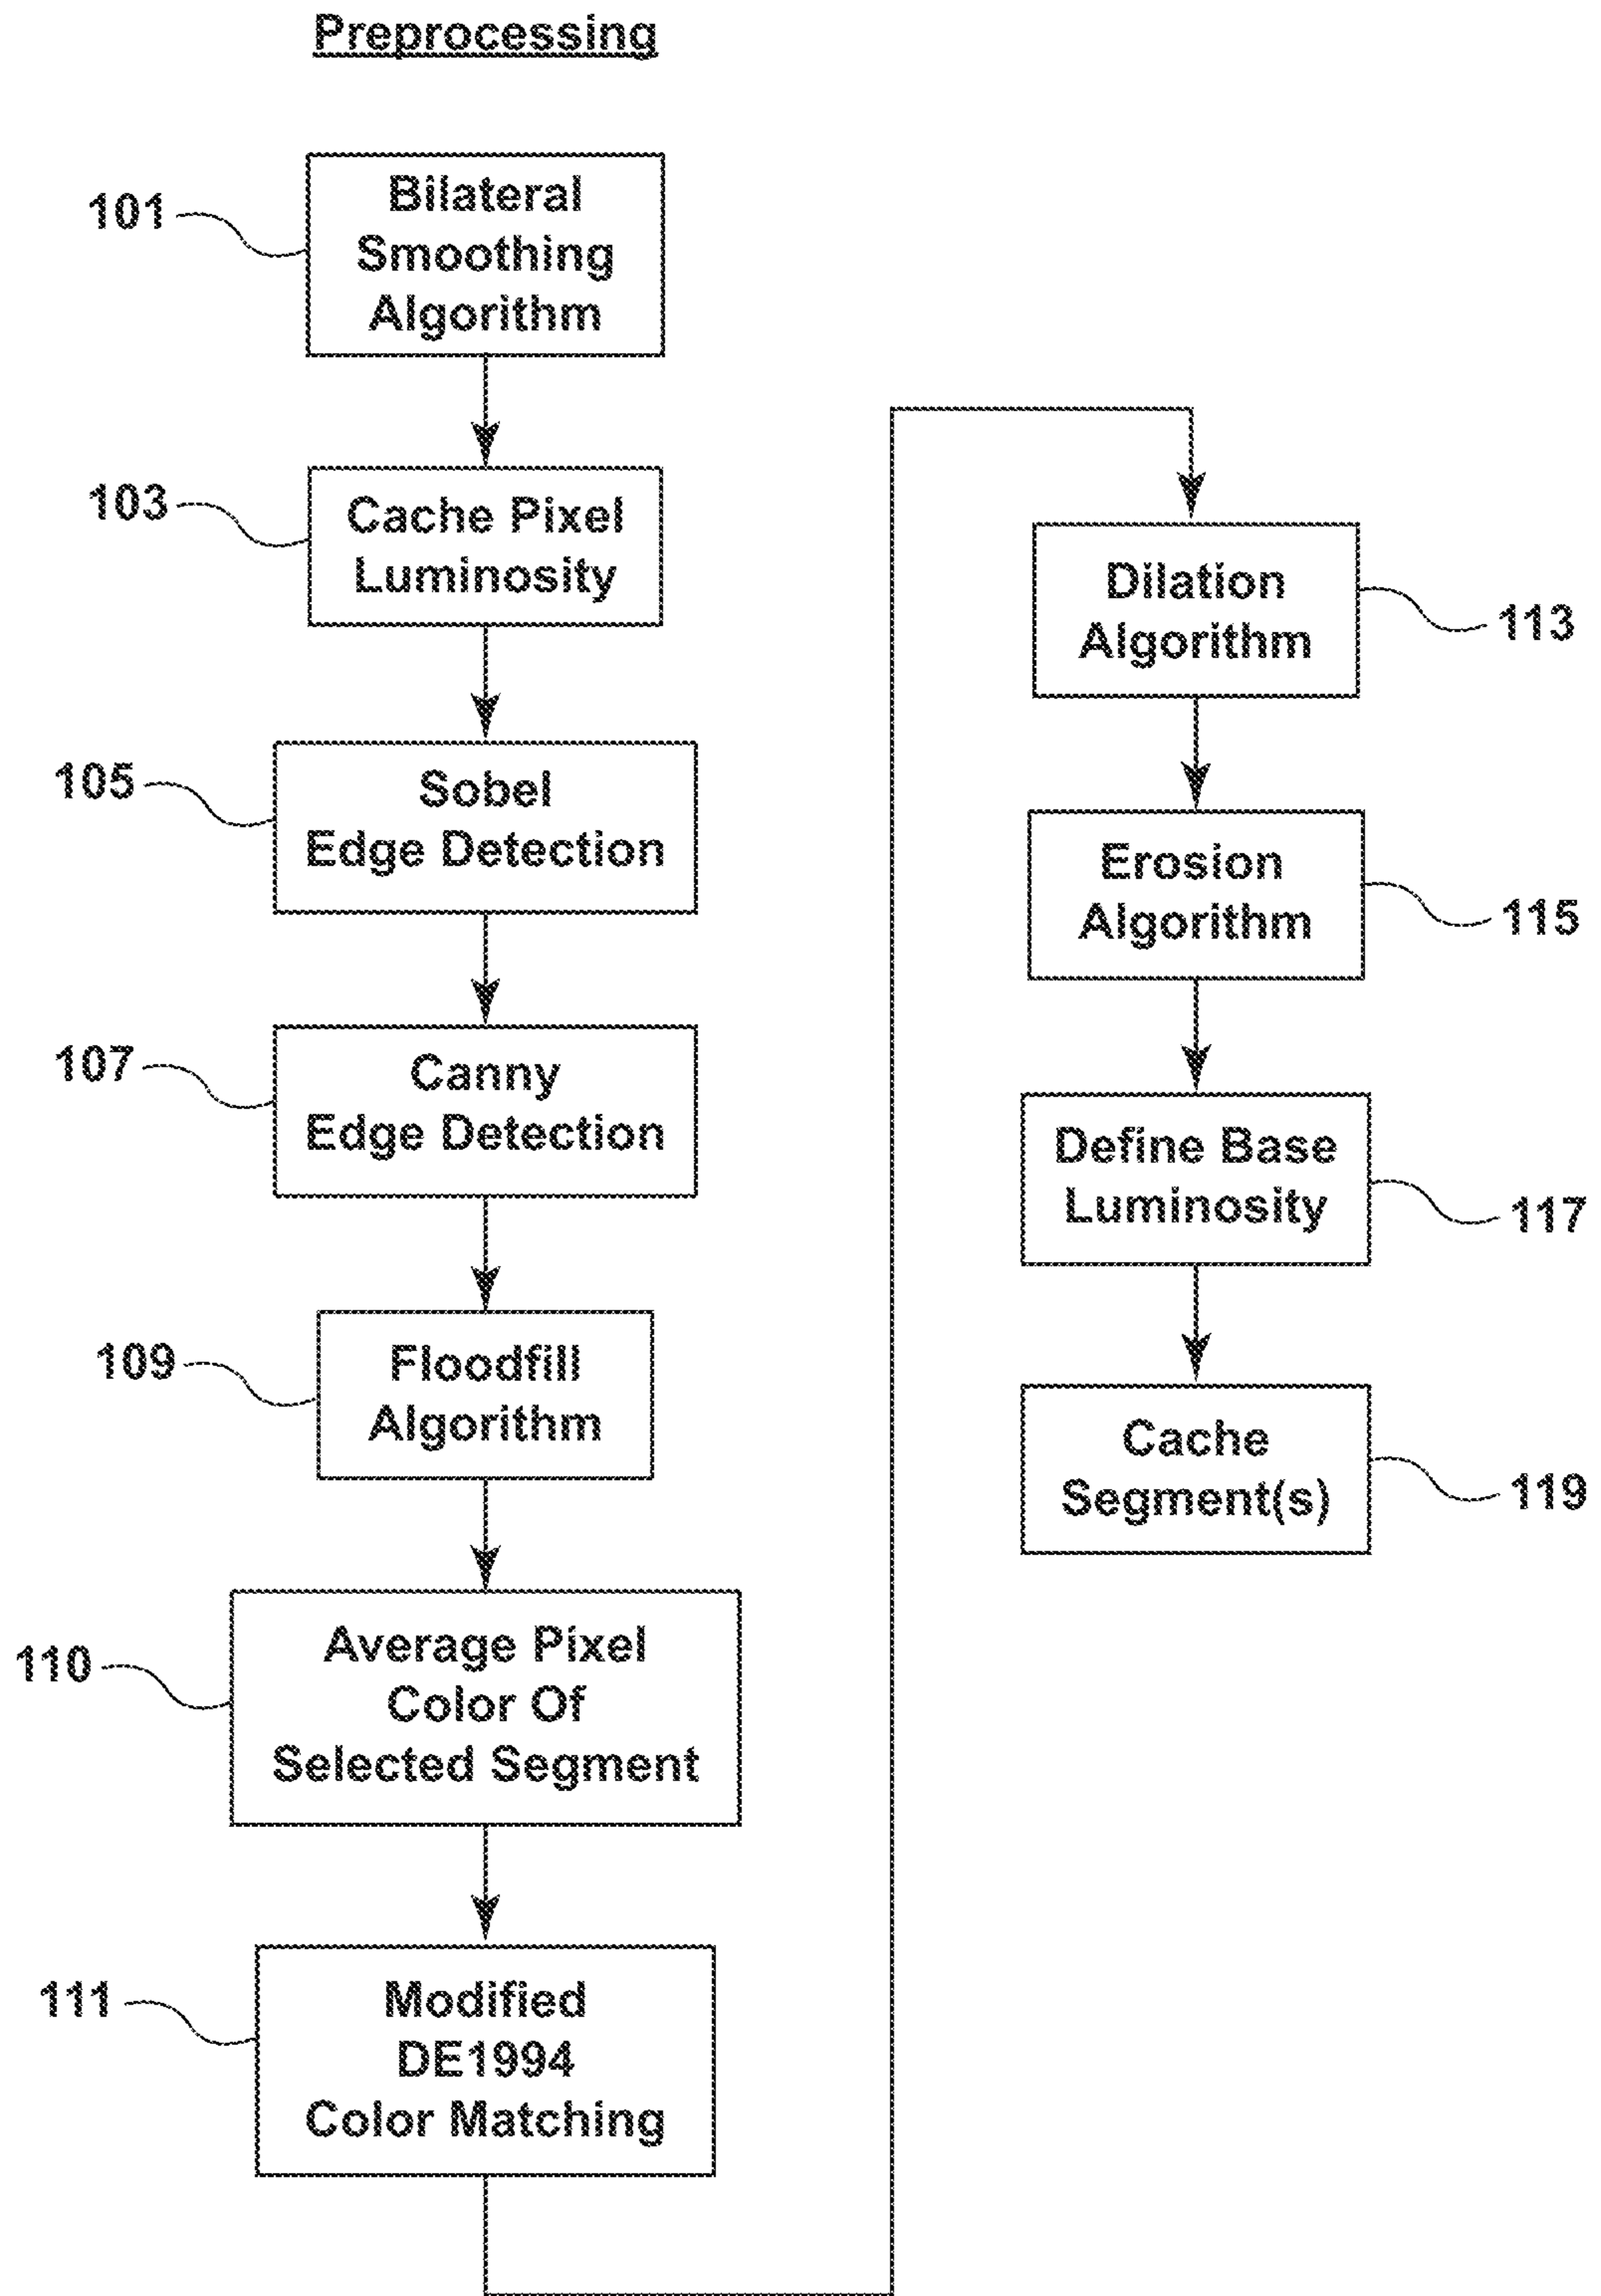 Preprocessing
101
Bilateral
Smoothing
Algorithm
103
Cache Pixel
Luminosity
105
Sobel
Edge Detection
107
Canny
Edge Detection
109
Floodfill
Algorithm
110
Average Pixel
Color Of
Selected Segment
111
Modified
DE1994
Color Matching
Dilation
Algorithm
113
Erosion
Algorithm
115
Define Base
Luminosity
117
Cache
Segment(s)
119